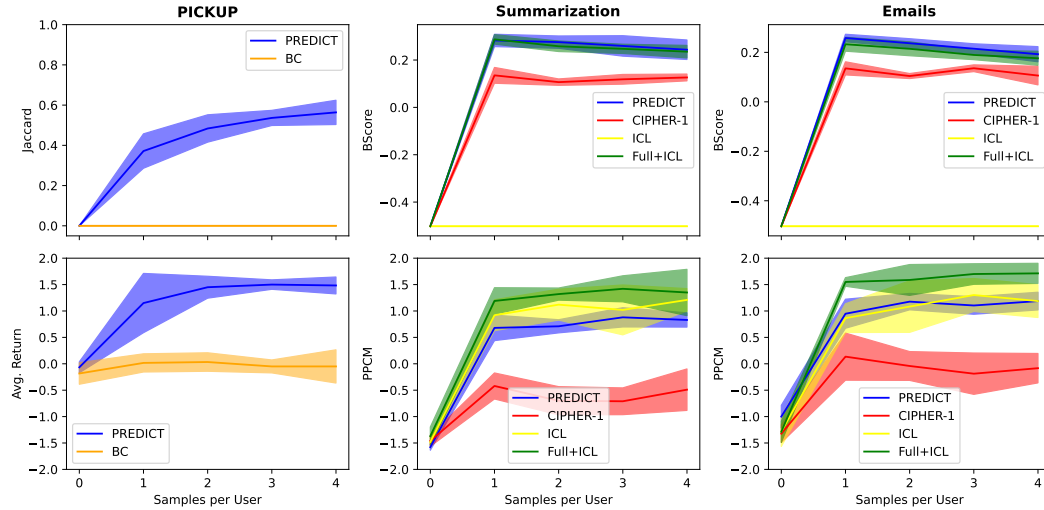 PICKUP
Summarization
Emails
Jaccard
1.0
0.8
0.6
0.4
0.2
0.0
PREDICT
BC
BScore
0.2
0.0
−0.2
−0.4
PREDICT
CIPHER-1
ICL
Full+ICL
BScore
0.2
0.0
−0.2
−0.4
PREDICT
CIPHER-1
ICL
Full+ICL
Avg. Return
2.0
1.5
1.0
0.5
0.0
−0.5
−1.0
−1.5
−2.0
PREDICT
BC
0 1 2 3 4
Samples per User
PPCM
2.0
1.5
1.0
0.5
0.0
−0.5
−1.0
−1.5
−2.0
PREDICT
CIPHER-1
ICL
Full+ICL
0 1 2 3 4
Samples per User
PPCM
2.0
1.5
1.0
0.5
0.0
−0.5
−1.0
−1.5
−2.0
PREDICT
CIPHER-1
ICL
Full+ICL
0 1 2 3 4
Samples per User